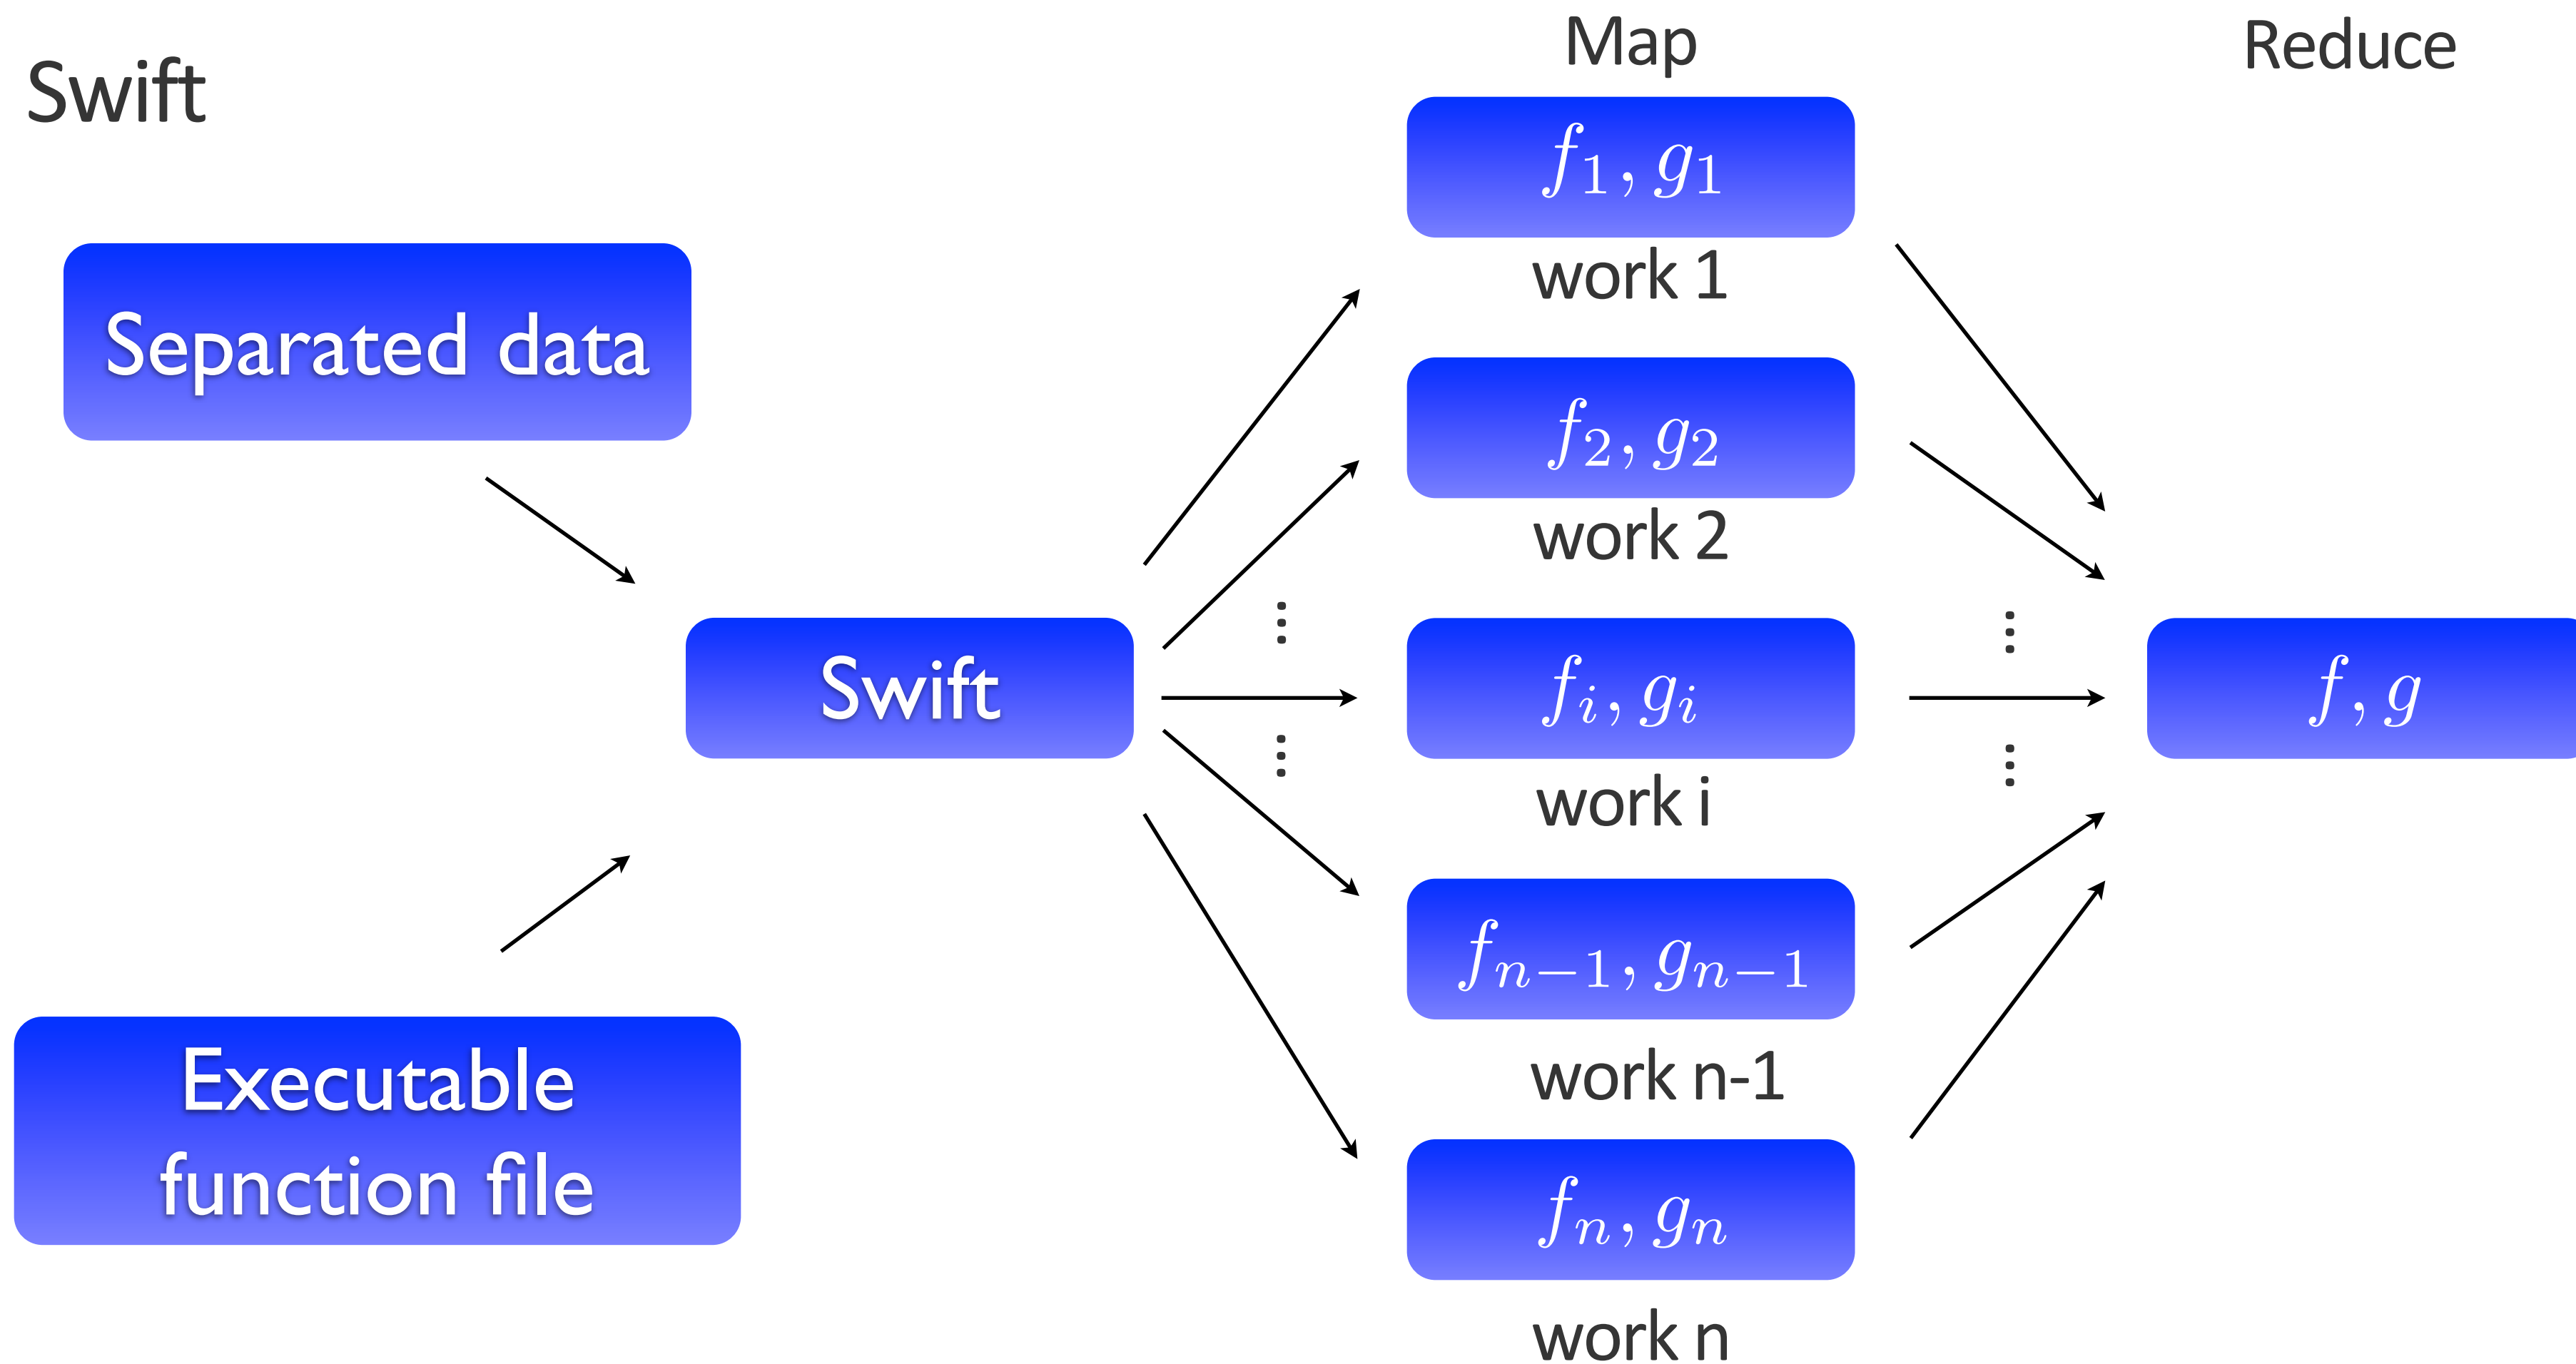 Swift
Map
Reduce
Separated data
Executable
function file
Swift
f₁, g₁
work 1
f₂, g₂
work 2
⋮
⋮
fᵢ, gᵢ
work i
fₙ₋₁, gₙ₋₁
work n-1
fₙ, gₙ
work n
⋮
⋮
f, g